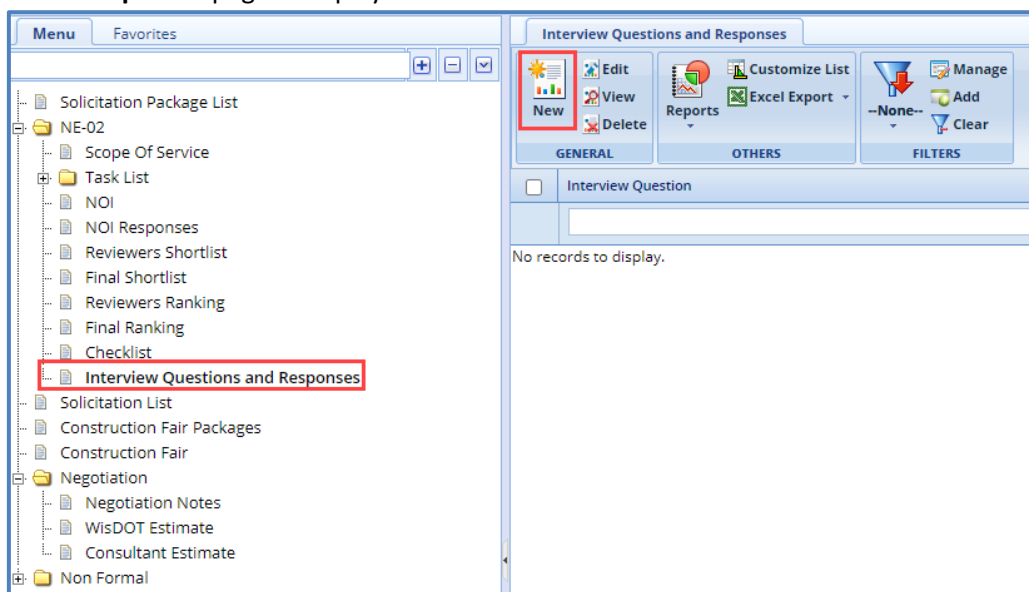 Menu
Favorites
Solicitation Package List
NE-02
Scope Of Service
Task List
NOI
NOI Responses
Reviewers Shortlist
Final Shortlist
Reviewers Ranking
Final Ranking
Checklist
Interview Questions and Responses
Solicitation List
Construction Fair Packages
Construction Fair
Negotiation
Negotiation Notes
WisDOT Estimate
Consultant Estimate
Non Formal
Interview Questions and Responses
New
Edit
View
Delete
GENERAL
Reports
Customize List
Excel Export
OTHERS
--None--
Manage
Add
Clear
FILTERS
Interview Question
No records to display.